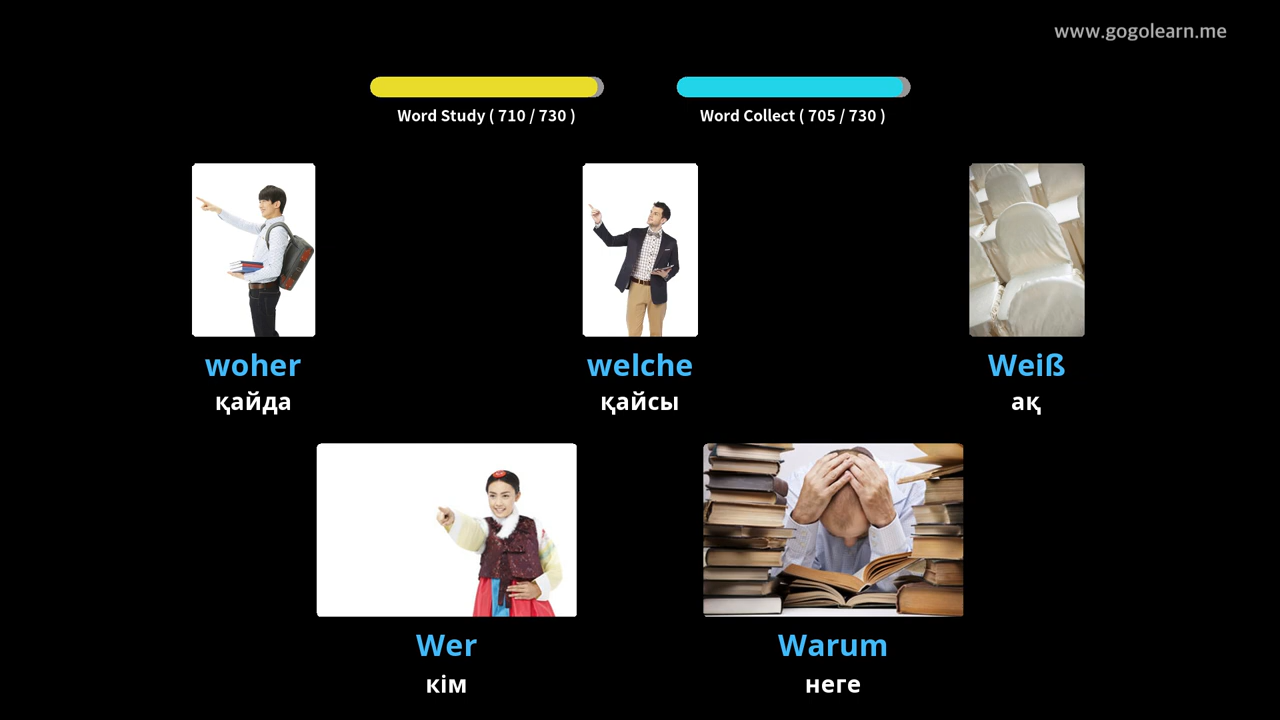 www.gogolearn.me
Word Study ( 710 / 730 )
Word Collect ( 705 / 730 )
woher
қайда
welche
қайсы
Weiß
ақ
Wer
кім
Warum
неге